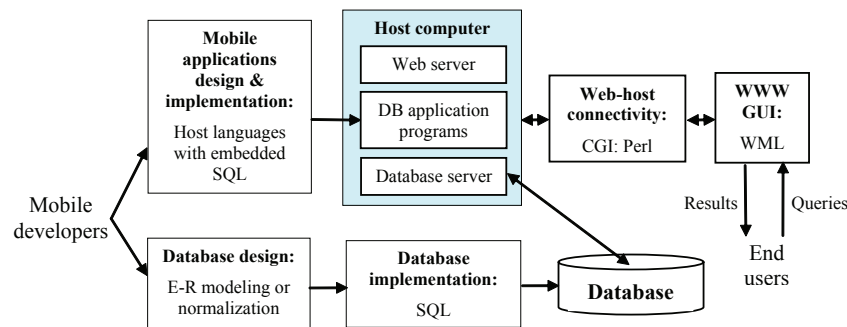 Mobile
applications
design &
implementation:
Host languages
with embedded
SQL
Host computer
Web server
DB application
programs
Database server
Web-host
connectivity:
CGI: Perl
WWW
GUI:
WML
Results
Queries
End
users
Mobile
developers
Database design:
E-R modeling or
normalization
Database
implementation:
SQL
Database